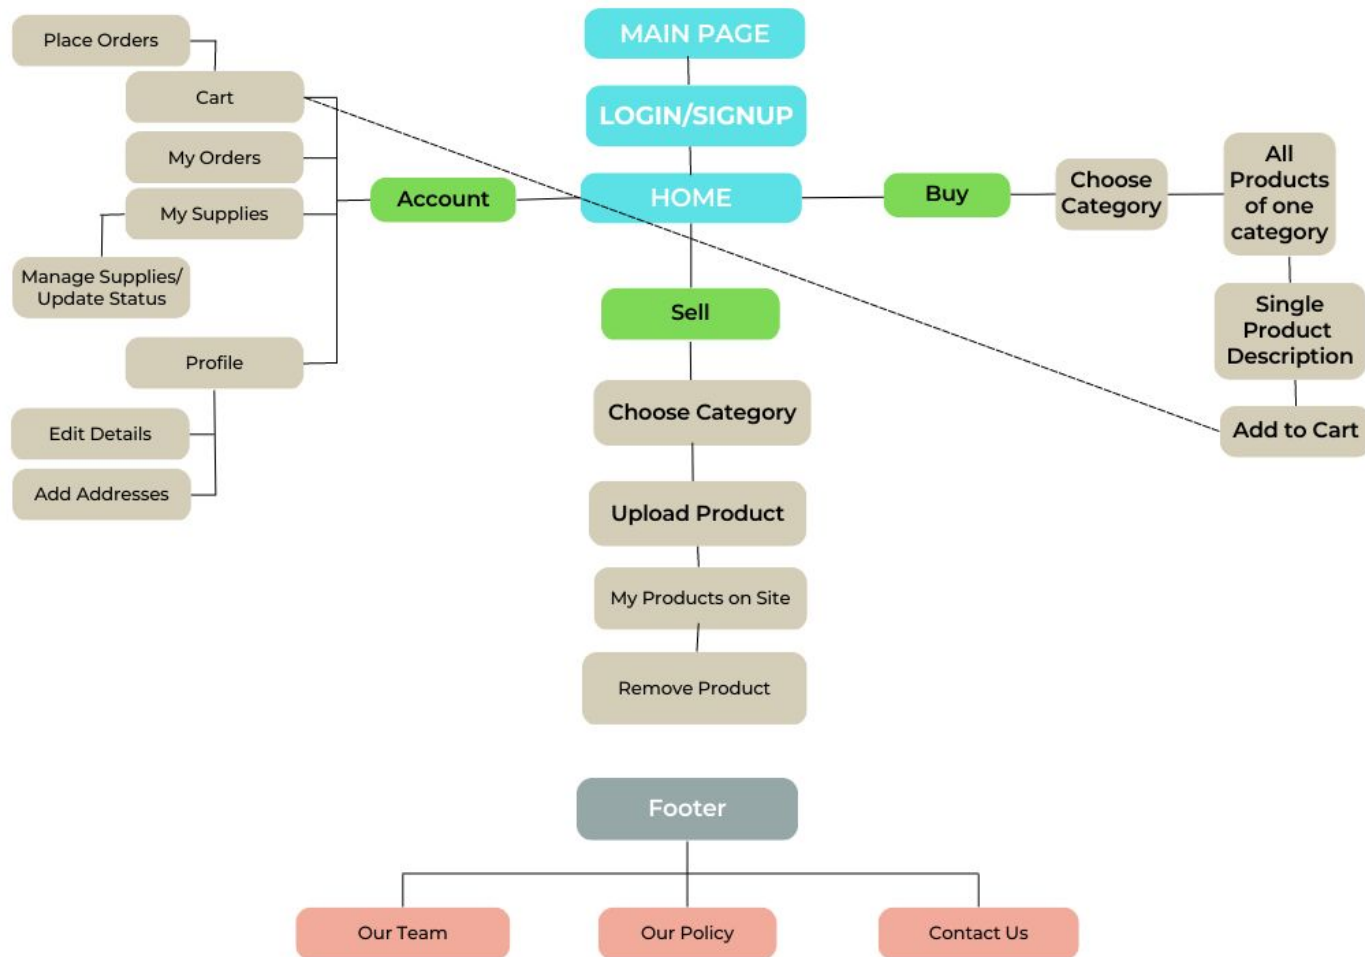 MAIN PAGE
LOGIN/SIGNUP
HOME
Account
Place Orders
Cart
My Orders
My Supplies
Manage Supplies/
Update Status
Profile
Edit Details
Add Addresses
Sell
Choose Category
Upload Product
My Products on Site
Remove Product
Buy
Choose
Category
All
Products
of one
category
Single
Product
Description
Add to Cart
Footer
Our Team
Our Policy
Contact Us